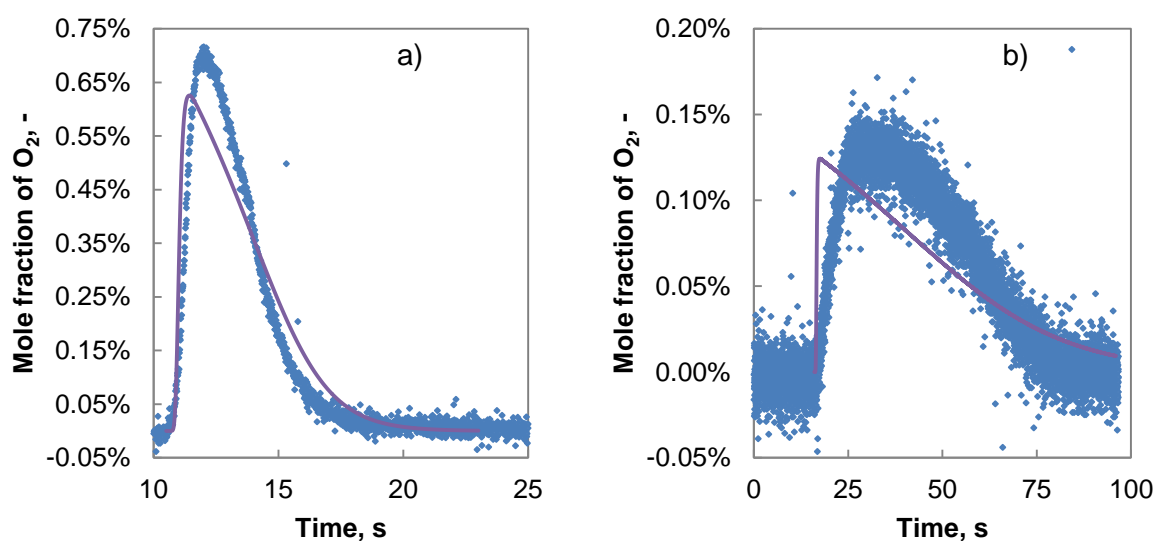 a)
Mole fraction of O2, -
0.75%
0.65%
0.55%
0.45%
0.35%
0.25%
0.15%
0.05%
-0.05%
10 15 20 25
Time, s
b)
Mole fraction of O2, -
0.20%
0.15%
0.10%
0.05%
0.00%
-0.05%
0 25 50 75 100
Time, s